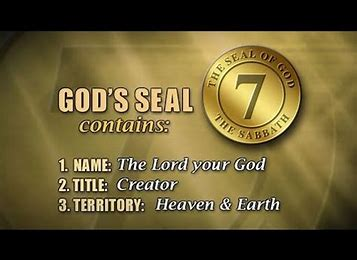 GOD'S SEAL
contains:
THE SEAL OF GOD
7
THE SABBATH
1. NAME: The Lord your God
2. TITLE: Creator
3. TERRITORY: Heaven & Earth